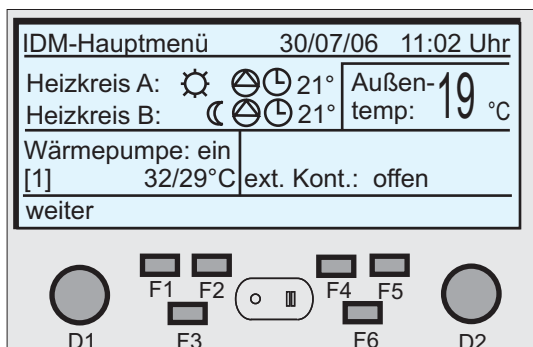 IDM-Hauptmenü 30/07/06 11:02 Uhr
Heizkreis A: 21°
Heizkreis B: 21°
Außen-
temp: 19 °C
Wärmepumpe: ein
[1] 32/29°C
ext. Kont.: offen
weiter
F1 F2 F4 F5
D1 F3 F6 D2